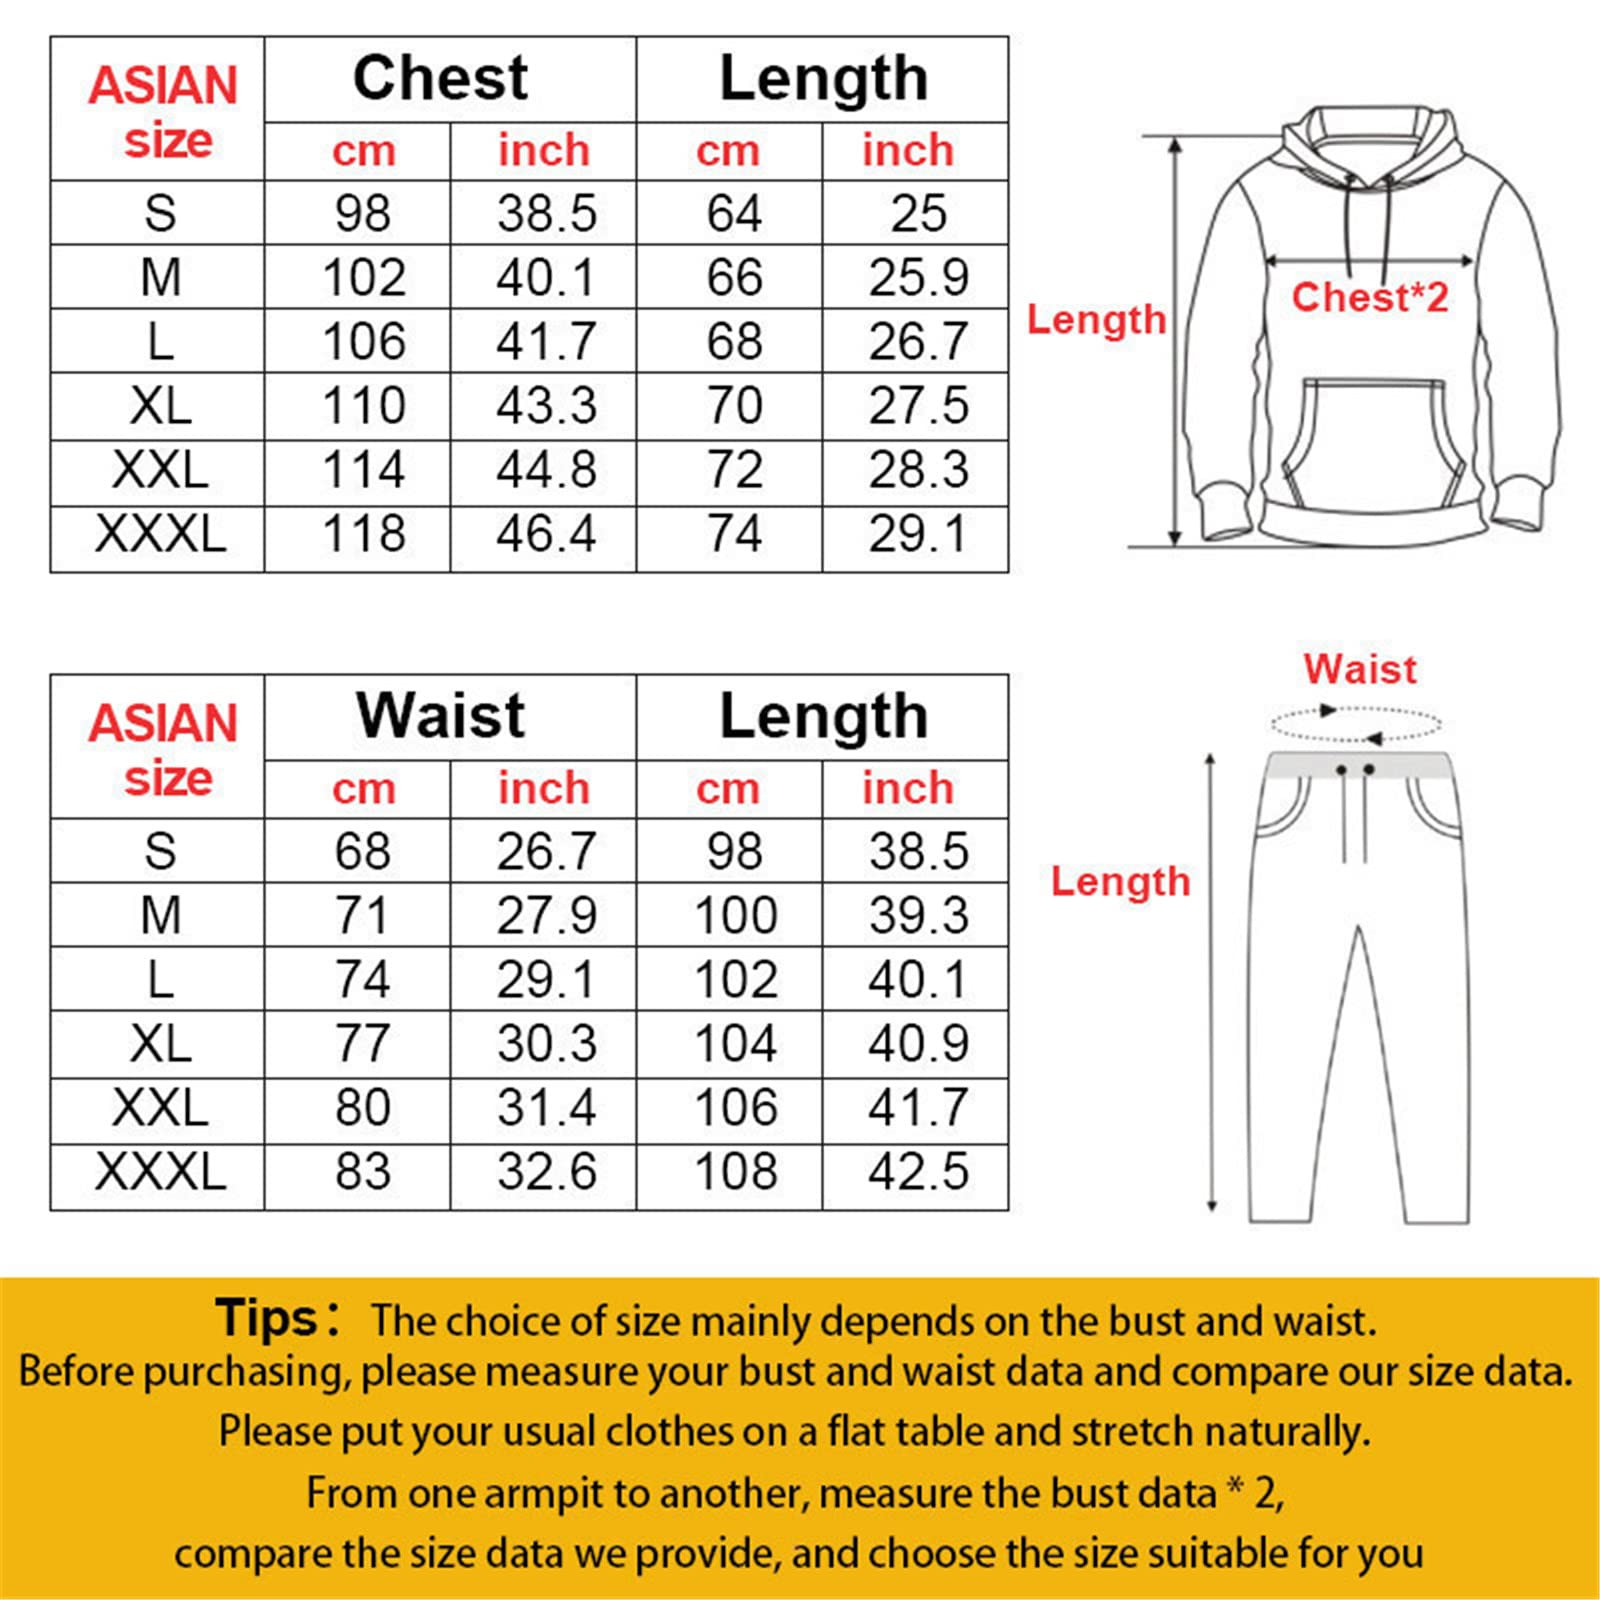 ASIAN size Chest Length
cm inch cm inch
S 98 38.5 64 25
M 102 40.1 66 25.9
L 106 41.7 68 26.7
XL 110 43.3 70 27.5
XXL 114 44.8 72 28.3
XXXL 118 46.4 74 29.1
Length
Chest*2
ASIAN size Waist Length
cm inch cm inch
S 68 26.7 98 38.5
M 71 27.9 100 39.3
L 74 29.1 102 40.1
XL 77 30.3 104 40.9
XXL 80 31.4 106 41.7
XXXL 83 32.6 108 42.5
Waist
Length
Tips： The choice of size mainly depends on the bust and waist.
Before purchasing, please measure your bust and waist data and compare our size data.
Please put your usual clothes on a flat table and stretch naturally.
From one armpit to another, measure the bust data * 2,
compare the size data we provide, and choose the size suitable for you